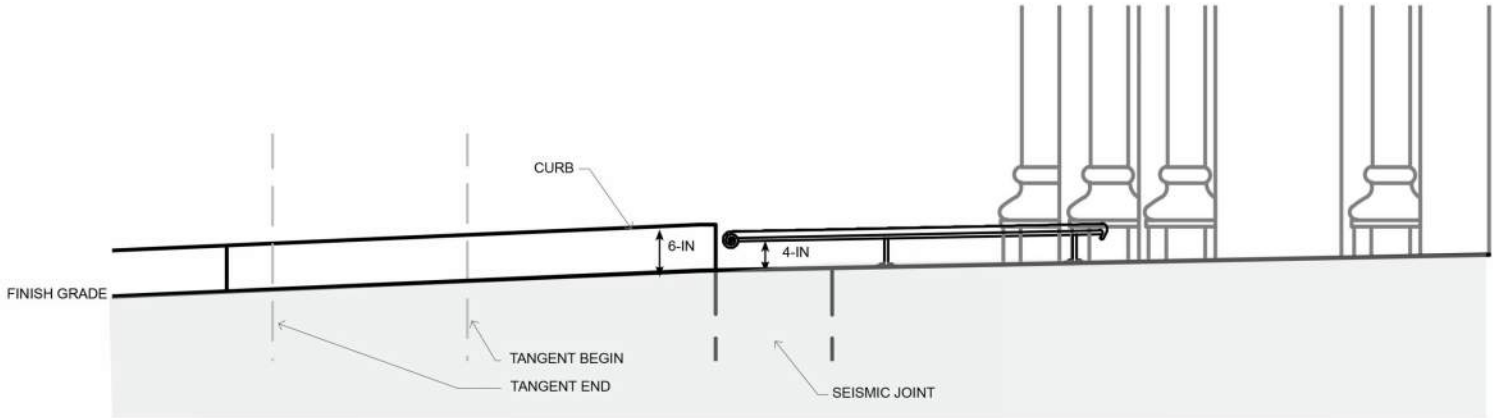 CURB
6-IN
4-IN
FINISH GRADE
TANGENT BEGIN
TANGENT END
SEISMIC JOINT